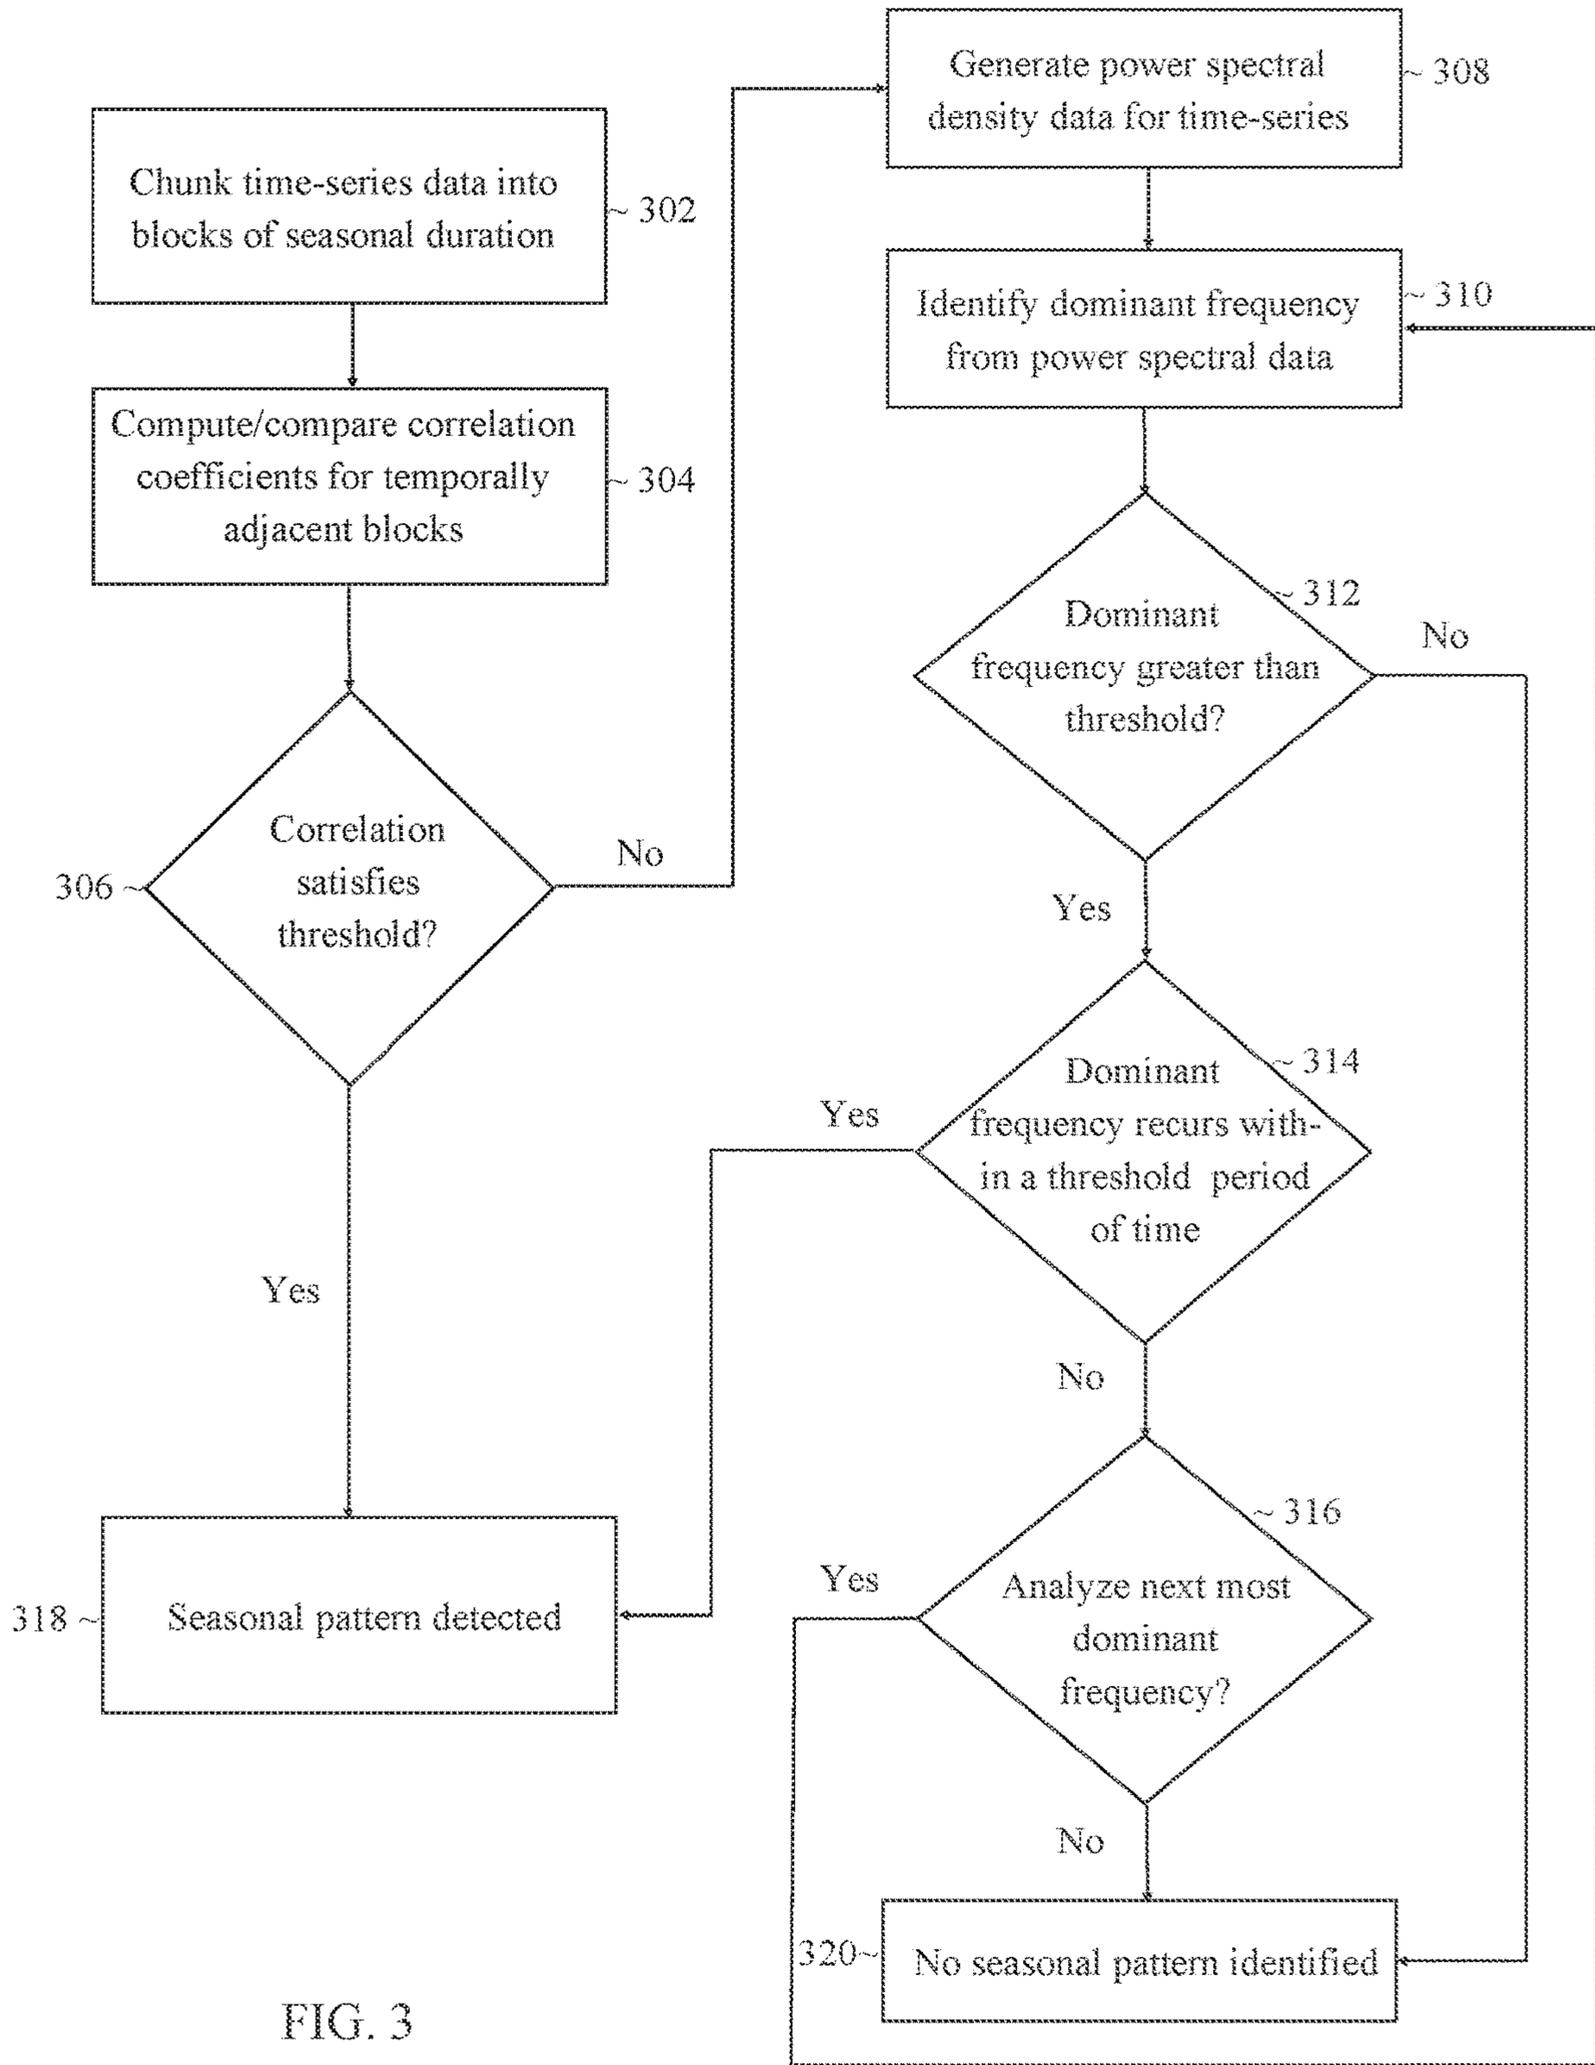 Chunk time-series data into
blocks of seasonal duration
~ 302
Compute/compare correlation
coefficients for temporally
adjacent blocks
~ 304
Correlation
satisfies
threshold?
306 ~
No
Yes
Seasonal pattern detected
318 ~
Generate power spectral
density data for time-series
~ 308
Identify dominant frequency
from power spectral data
~ 310
Dominant
frequency greater than
threshold?
~ 312
No
Yes
Dominant
frequency recurs with-
in a threshold period
of time
~ 314
Yes
No
Analyze next most
dominant
frequency?
~ 316
Yes
No
No seasonal pattern identified
320~
FIG. 3